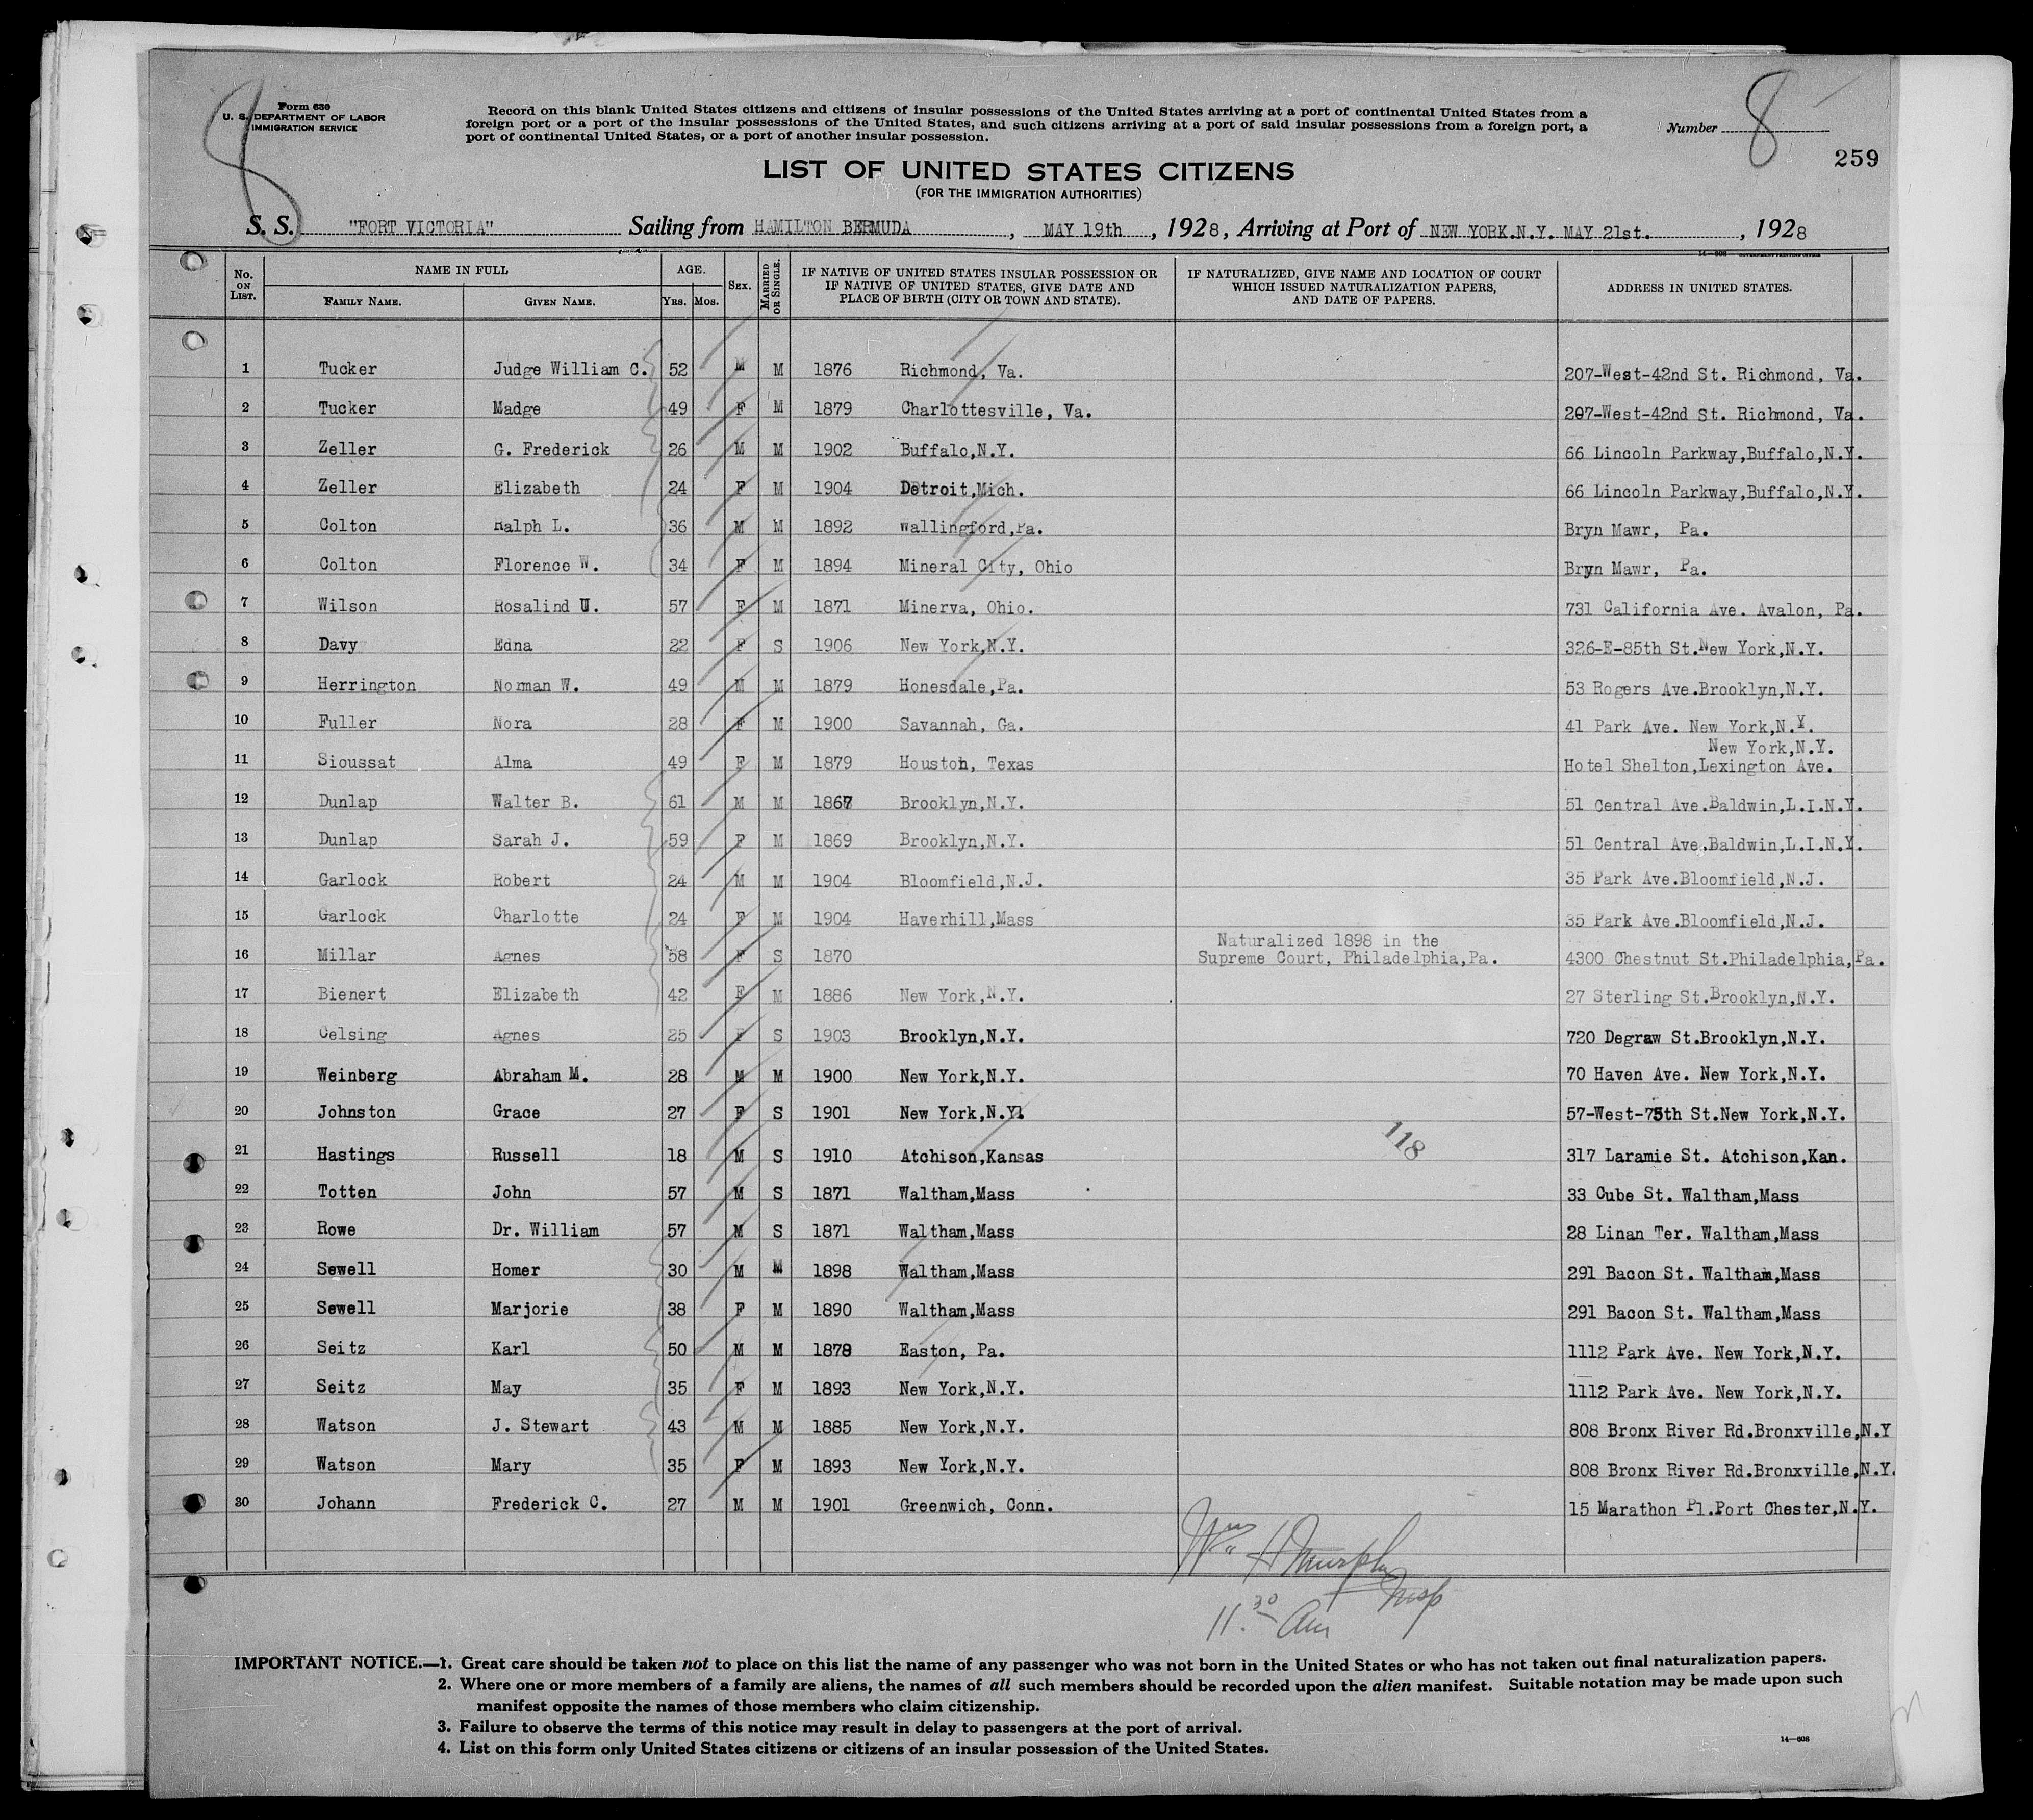 Form 630
U. S. DEPARTMENT OF LABOR
IMMIGRATION SERVICE
8
Record on this blank United States citizens and citizens of insular possessions of the United States arriving at a port of continental United States from a
foreign port or a port of the insular possessions of the United States, and such citizens arriving at a port of said insular possessions from a foreign port, a
port of continental United States, or a port of another insular possession.
Number 8
259
LIST OF UNITED STATES CITIZENS
(FOR THE IMMIGRATION AUTHORITIES)
S. S. "FORT VICTORIA" Sailing from HAMILTON BERMUDA, MAY 19th, 1928, Arriving at Port of NEW YORK.N.Y. MAY 21st., 1928
14—608 GOVERNMENT PRINTING OFFICE
No. ON LIST. NAME IN FULL FAMILY NAME. GIVEN NAME. AGE. YRS. MOS. SEX. MARRIED OR SINGLE. IF NATIVE OF UNITED STATES INSULAR POSSESSION OR IF NATIVE OF UNITED STATES, GIVE DATE AND PLACE OF BIRTH (CITY OR TOWN AND STATE). IF NATURALIZED, GIVE NAME AND LOCATION OF COURT WHICH ISSUED NATURALIZATION PAPERS, AND DATE OF PAPERS. ADDRESS IN UNITED STATES.
1 Tucker Judge William C. 52 M M 1876 Richmond, Va. 207-West-42nd St. Richmond, Va.
2 Tucker Madge 49 F M 1879 Charlottesville, Va. 207-West-42nd St. Richmond, Va.
3 Zeller G. Frederick 26 M M 1902 Buffalo,N.Y. 66 Lincoln Parkway,Buffalo,N.Y.
4 Zeller Elizabeth 24 F M 1904 Detroit,Mich. 66 Lincoln Parkway,Buffalo,N.Y.
5 Colton Ralph L. 36 M M 1892 Wallingford,Pa. Bryn Mawr, Pa.
6 Colton Florence W. 34 F M 1894 Mineral City, Ohio Bryn Mawr, Pa.
7 Wilson Rosalind U. 57 F M 1871 Minerva, Ohio. 731 California Ave. Avalon, Pa.
8 Davy Edna 22 F S 1906 New York,N.Y. 326-E-85th St.New York,N.Y.
9 Herrington Norman W. 49 M M 1879 Honesdale,Pa. 53 Rogers Ave.Brooklyn,N.Y.
10 Fuller Nora 28 F M 1900 Savannah, Ga. 41 Park Ave. New York,N.Y.
New York,N.Y.
11 Sioussat Alma 49 F M 1879 Houston, Texas Hotel Shelton,Lexington Ave.
12 Dunlap Walter B. 61 M M 1867 Brooklyn,N.Y. 51 Central Ave.Baldwin,L.I.N.Y.
13 Dunlap Sarah J. 59 F M 1869 Brooklyn,N.Y. 51 Central Ave.Baldwin,L.I.N.Y.
14 Garlock Robert 24 M M 1904 Bloomfield,N.J. 35 Park Ave.Bloomfield,N.J.
15 Garlock Charlotte 24 F M 1904 Haverhill,Mass 35 Park Ave.Bloomfield,N.J.
Naturalized 1898 in the
16 Millar Agnes 58 F S 1870 Supreme Court, Philadelphia,Pa. 4300 Chestnut St.Philadelphia,Pa.
17 Bienert Elizabeth 42 F M 1886 New York,N.Y. 27 Sterling St.Brooklyn,N.Y.
18 Celsing Agnes 25 F S 1903 Brooklyn,N.Y. 720 Degraw St.Brooklyn,N.Y.
19 Weinberg Abraham M. 28 M M 1900 New York,N.Y. 70 Haven Ave. New York,N.Y.
20 Johnston Grace 27 F S 1901 New York,N.Y. 57-West-75th St.New York,N.Y.
118
21 Hastings Russell 18 M S 1910 Atchison,Kansas 317 Laramie St. Atchison,Kan.
22 Totten John 57 M S 1871 Waltham,Mass 33 Cube St. Waltham,Mass
23 Rowe Dr. William 57 M S 1871 Waltham,Mass 28 Linan Ter. Waltham,Mass
24 Sewell Homer 30 M M 1898 Waltham,Mass 291 Bacon St. Waltham,Mass
25 Sewell Marjorie 38 F M 1890 Waltham,Mass 291 Bacon St. Waltham,Mass
26 Seitz Karl 50 M M 1878 Easton, Pa. 1112 Park Ave. New York,N.Y.
27 Seitz May 35 F M 1893 New York,N.Y. 1112 Park Ave. New York,N.Y.
28 Watson J. Stewart 43 M M 1885 New York,N.Y. 808 Bronx River Rd.Bronxville,N.Y
29 Watson Mary 35 F M 1893 New York,N.Y. 808 Bronx River Rd.Bronxville,N.Y.
30 Johann Frederick C. 27 M M 1901 Greenwich, Conn. 15 Marathon Pl.Port Chester,N.Y.
Wm H Murphy
Insp
11.30 Am
IMPORTANT NOTICE.—1. Great care should be taken not to place on this list the name of any passenger who was not born in the United States or who has not taken out final naturalization papers.
2. Where one or more members of a family are aliens, the names of all such members should be recorded upon the alien manifest. Suitable notation may be made upon such
manifest opposite the names of those members who claim citizenship.
3. Failure to observe the terms of this notice may result in delay to passengers at the port of arrival.
4. List on this form only United States citizens or citizens of an insular possession of the United States.
14—608